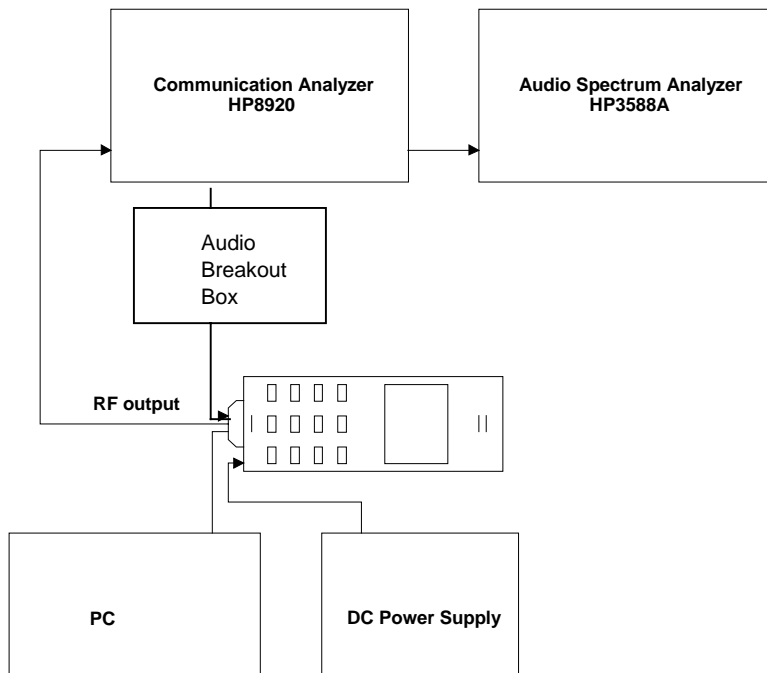 Communication Analyzer
HP8920
Audio Spectrum Analyzer
HP3588A
Audio
Breakout
Box
RF output
PC
DC Power Supply